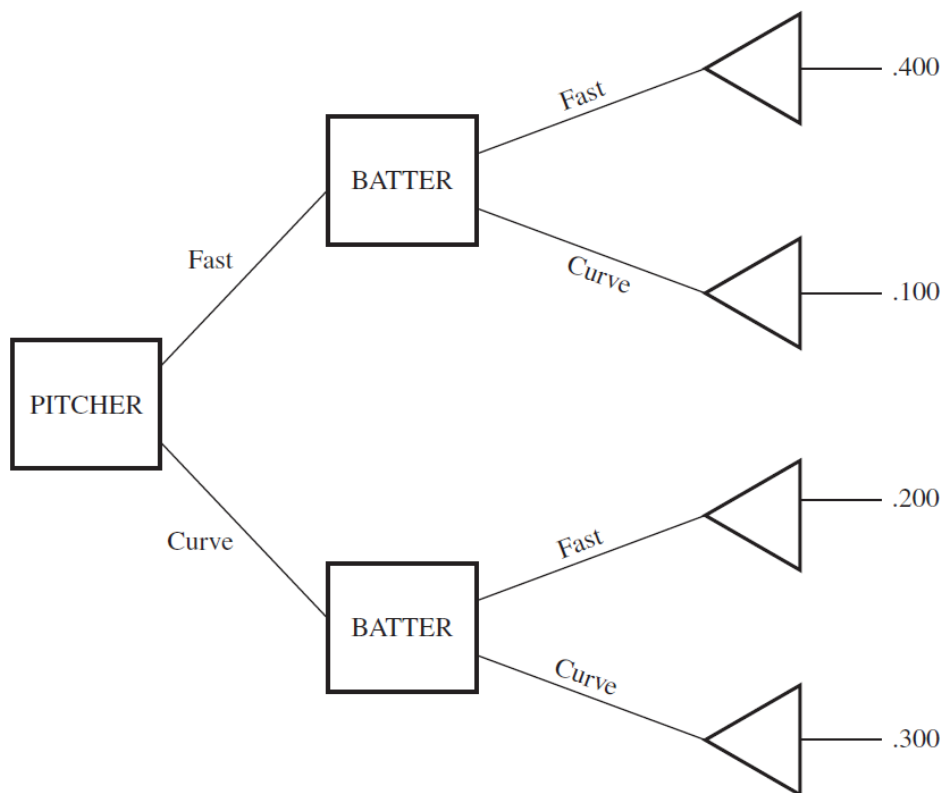 Fast
.400
BATTER
Fast
Curve
.100
PITCHER
Curve
Fast
.200
BATTER
Curve
.300